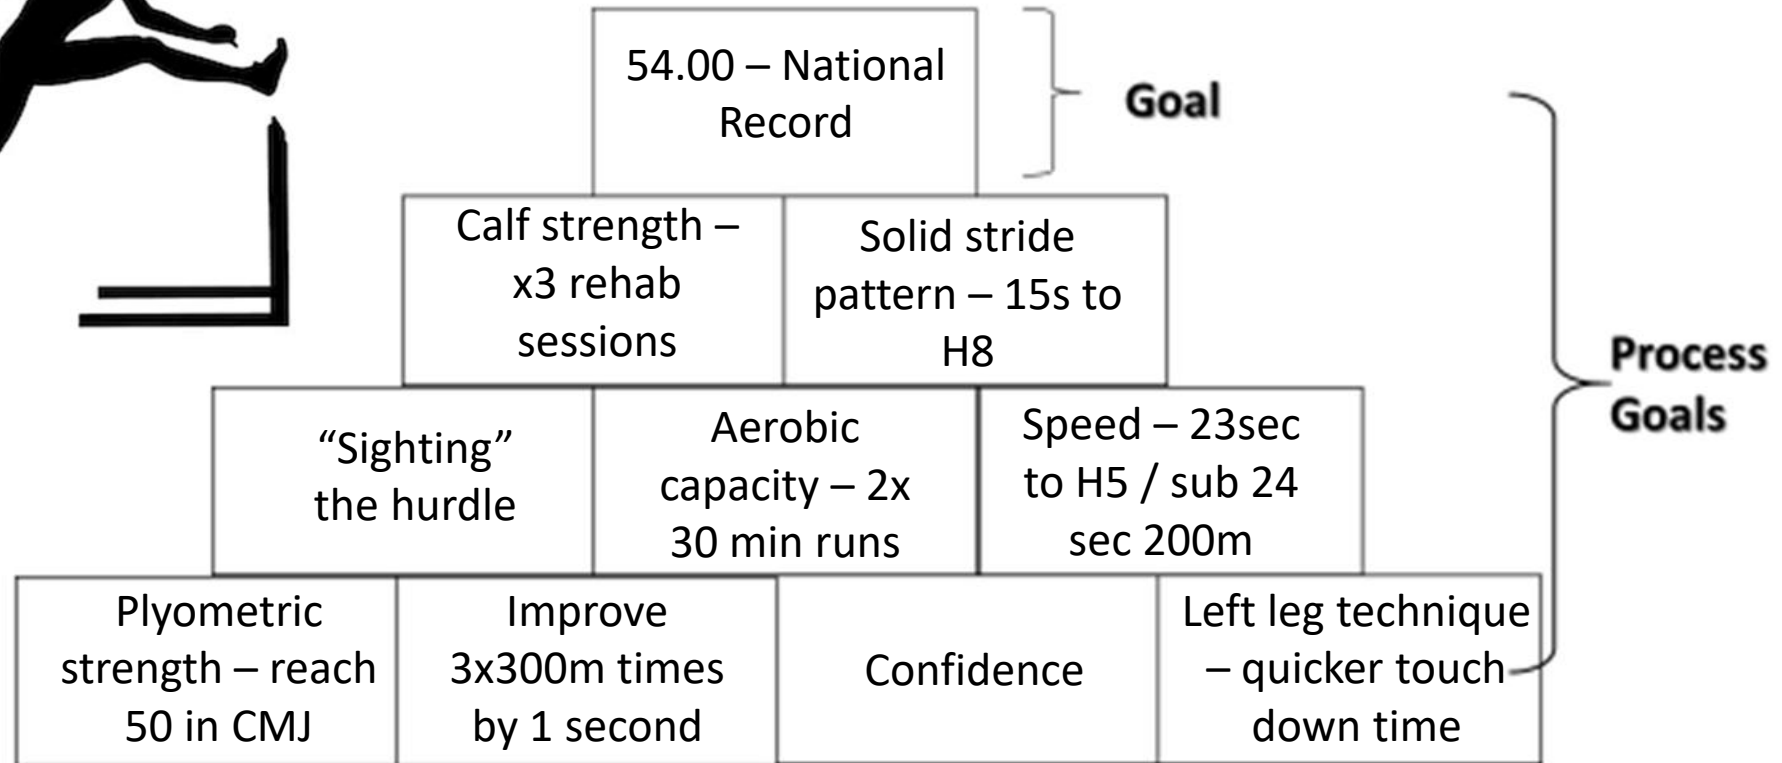 54.00 – National
Record
Goal
Calf strength –
x3 rehab
sessions
Solid stride
pattern – 15s to
H8
Process
Goals
“Sighting”
the hurdle
Aerobic
capacity – 2x
30 min runs
Speed – 23sec
to H5 / sub 24
sec 200m
Plyometric
strength – reach
50 in CMJ
Improve
3x300m times
by 1 second
Confidence
Left leg technique
– quicker touch
down time